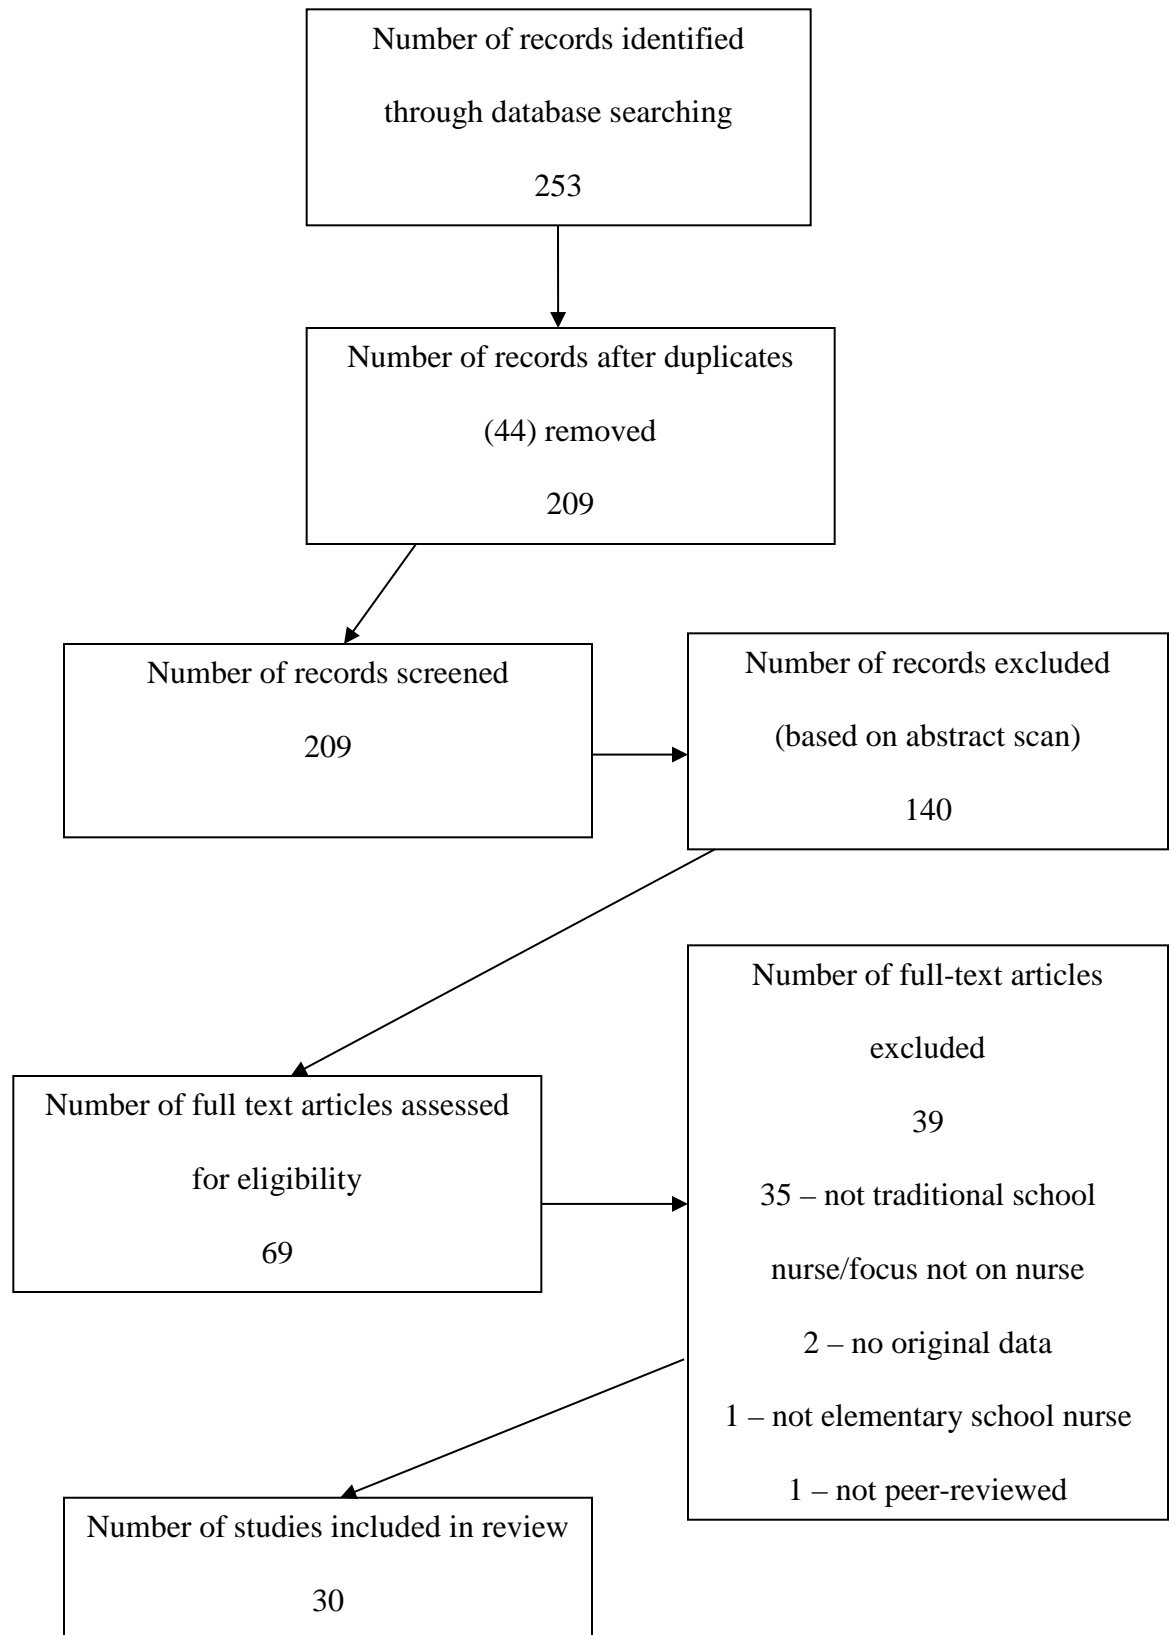 Number of records identified
through database searching
253
Number of records after duplicates
(44) removed
209
Number of records screened
209
Number of records excluded
(based on abstract scan)
140
Number of full text articles assessed
for eligibility
69
Number of full-text articles
excluded
39
35 – not traditional school
nurse/focus not on nurse
2 – no original data
1 – not elementary school nurse
1 – not peer-reviewed
Number of studies included in review
30